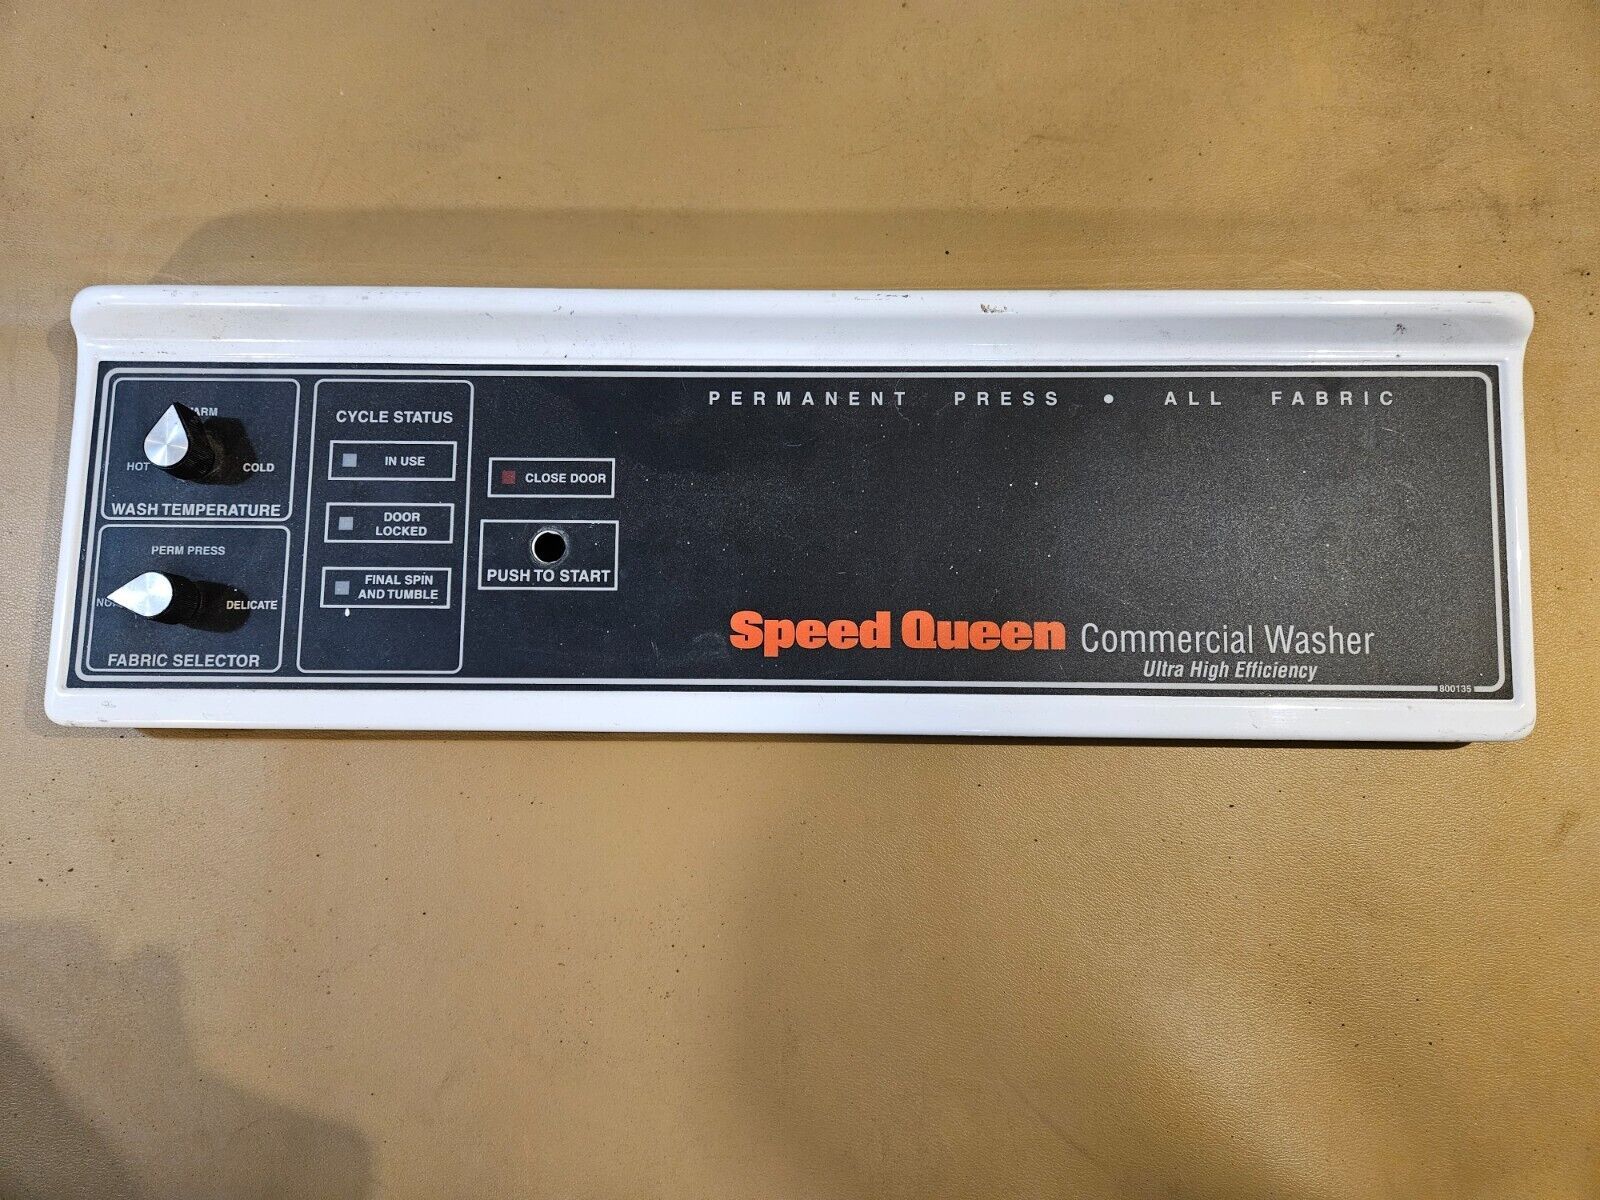 PERMANENT PRESS • ALL FABRIC
HOT
COLD
WASH TEMPERATURE
PERM PRESS
DELICATE
FABRIC SELECTOR
CYCLE STATUS
IN USE
DOOR
LOCKED
FINAL SPIN
AND TUMBLE
CLOSE DOOR
PUSH TO START
Speed Queen Commercial Washer
Ultra High Efficiency
800135